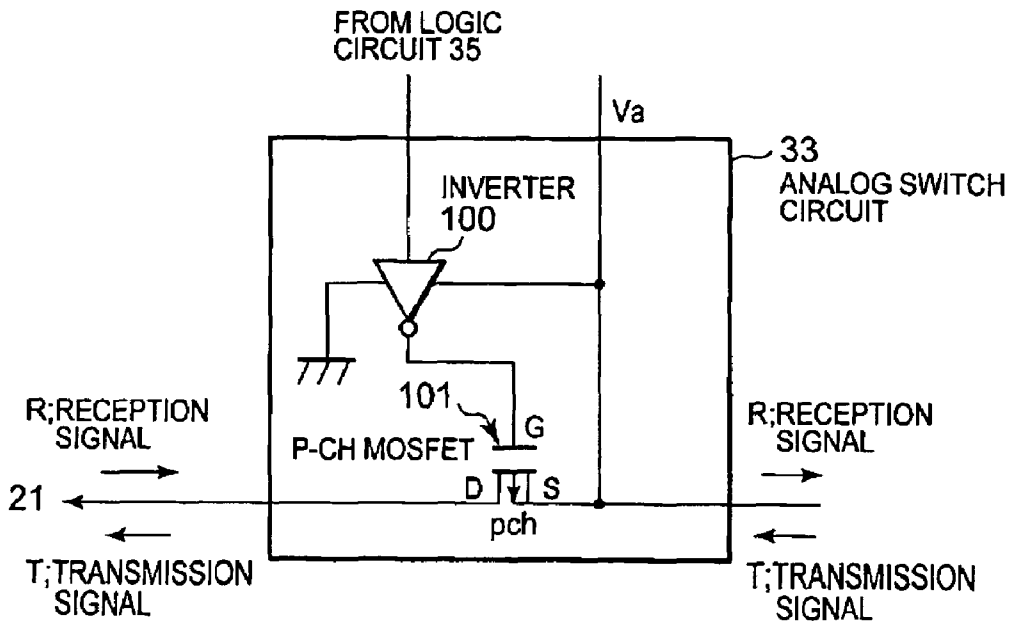 FROM LOGIC
CIRCUIT 35
Va
33
ANALOG SWITCH
CIRCUIT
INVERTER
100
101
G
P-CH MOSFET
D
S
pch
R;RECEPTION
SIGNAL
R;RECEPTION
SIGNAL
21
T;TRANSMISSION
SIGNAL
T;TRANSMISSION
SIGNAL